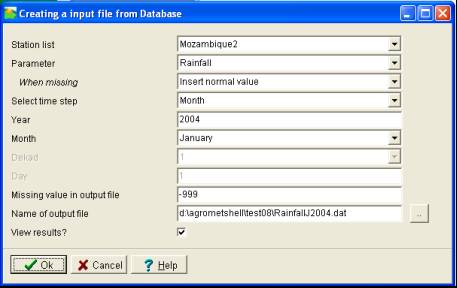 Creating a input file from Database
Station list Mozambique2
Parameter Rainfall
When missing Insert normal value
Select time step Month
Year 2004
Month January
Dekad 1
Day 1
Missing value in output file -999
Name of output file d:\agrometshell\test08\RainfallJ2004.dat ..
View results?
Ok Cancel ? Help